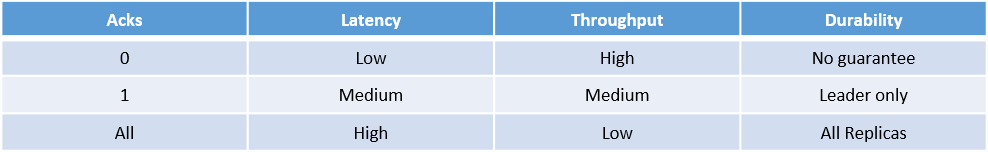 Acks Latency Throughput Durability
0 Low High No guarantee
1 Medium Medium Leader only
All High Low All Replicas